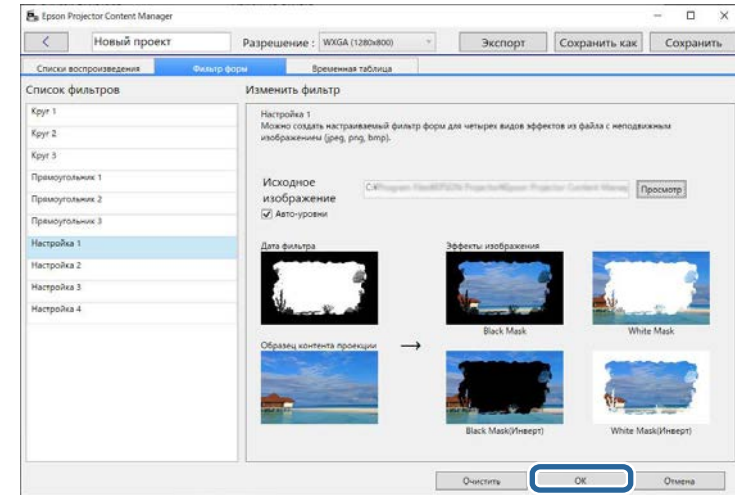 Epson Projector Content Manager
Новый проект
Разрешение :
WXGA (1280x800)
Экспорт
Сохранить как
Сохранить
Списки воспроизведения
Фильтр формы
Временная таблица
Список фильтров
Круг 1
Круг 2
Круг 3
Прямоугольник 1
Прямоугольник 2
Прямоугольник 3
Настройка 1
Настройка 2
Настройка 3
Настройка 4
Изменить фильтр
Настройка 1
Можно создать настраиваемый фильтр форм для четырех видов эффектов из файла с неподвижным
изображением (jpeg, png, bmp).
Исходное
изображение
Просмотр
Авто-уровни
Дата фильтра
Эффекты изображения
Black Mask
White Mask
Образец контента проекции
→
Black Mask(Инверт)
White Mask(Инверт)
Очистить
OK
Отмена